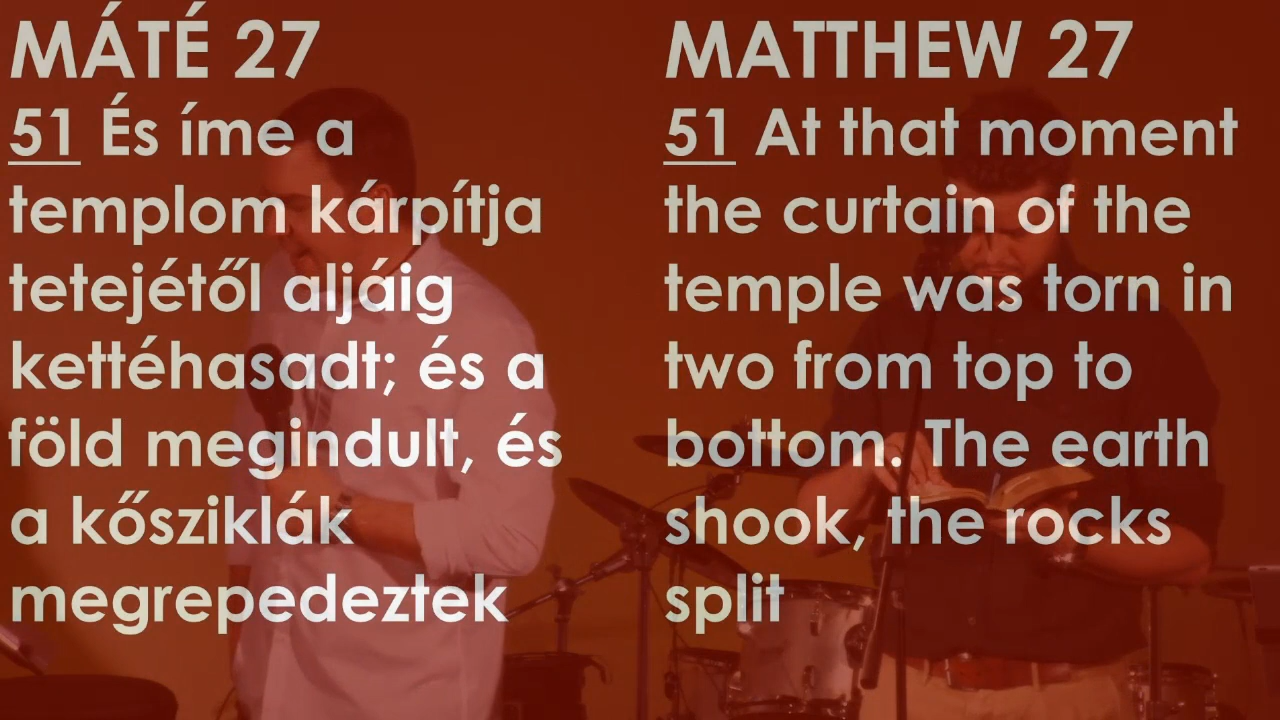 MÁTÉ 27
51 És íme a
templom kárpítja
tetejétől aljáig
kettéhasadt; és a
föld megindult, és
a kősziklák
megrepedeztek
MATTHEW 27
51 At that moment
the curtain of the
temple was torn in
two from top to
bottom. The earth
shook, the rocks
split